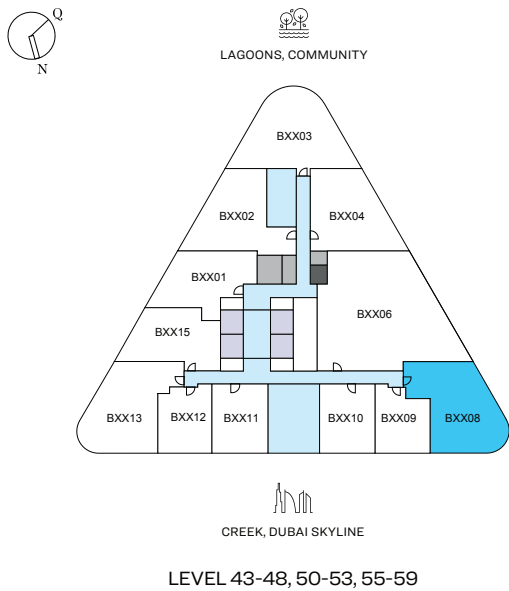 Q
N
LAGOONS, COMMUNITY
BXX03
BXX02 BXX04
BXX01
BXX06
BXX15
BXX13 BXX12 BXX11 BXX10 BXX09 BXX08
CREEK, DUBAI SKYLINE
LEVEL 43-48, 50-53, 55-59